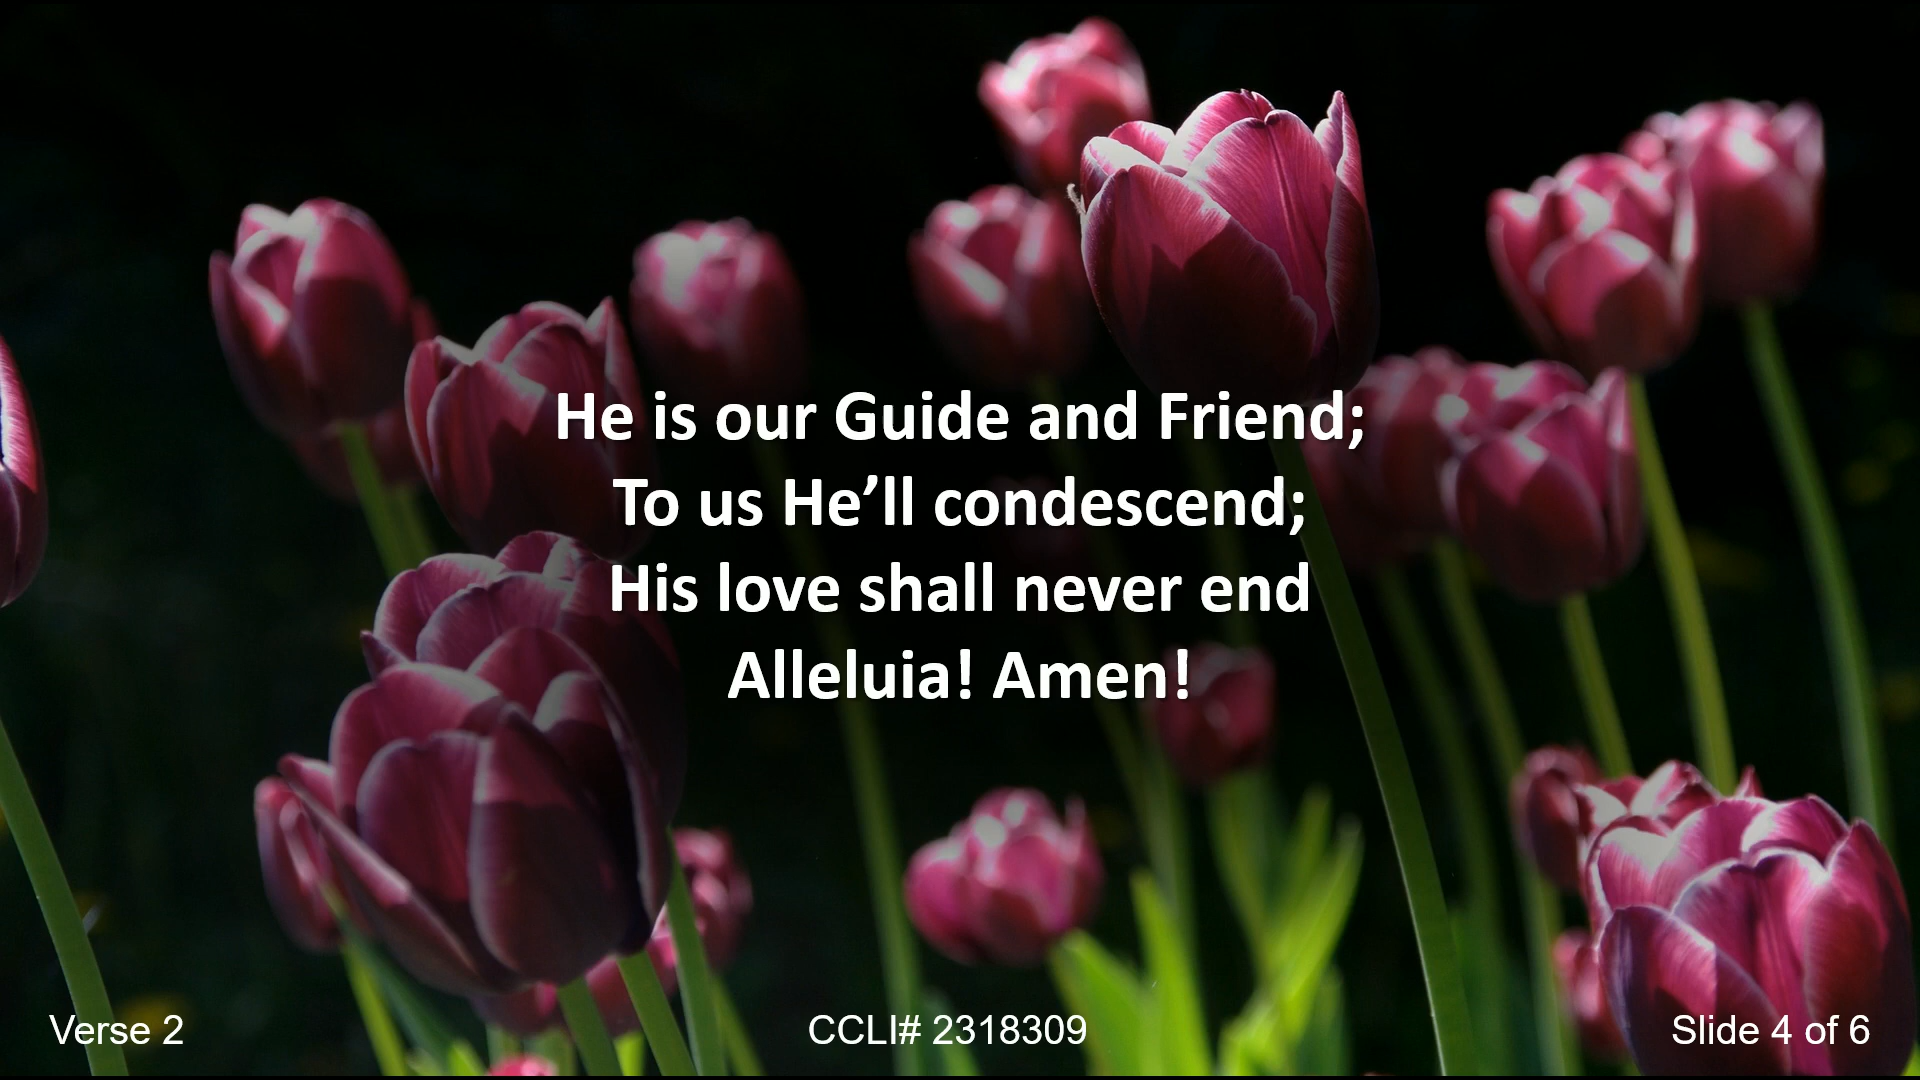 He is our Guide and Friend;
To us He’ll condescend;
His love shall never end
Alleluia! Amen!
Verse 2
CCLI# 2318309
Slide 4 of 6